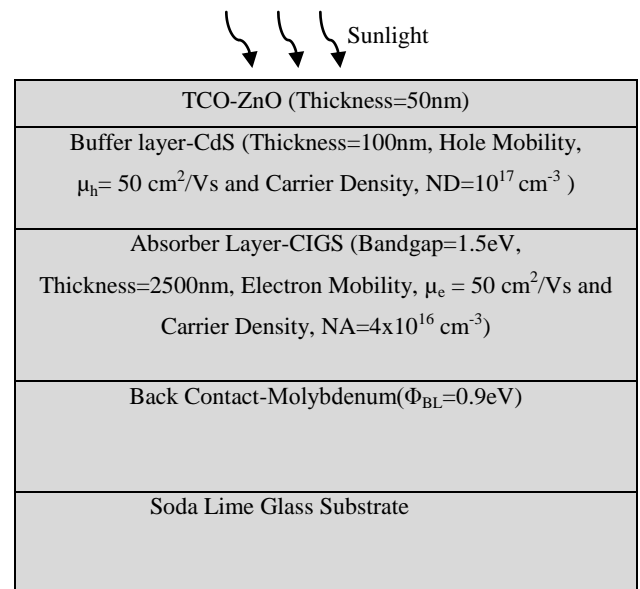 Sunlight
TCO-ZnO (Thickness=50nm)
Buffer layer-CdS (Thickness=100nm, Hole Mobility,
μₕ= 50 cm²/Vs and Carrier Density, ND=10¹⁷ cm⁻³ )
Absorber Layer-CIGS (Bandgap=1.5eV,
Thickness=2500nm, Electron Mobility, μₑ = 50 cm²/Vs and
Carrier Density, NA=4x10¹⁶ cm⁻³)
Back Contact-Molybdenum(Φ_BL=0.9eV)
Soda Lime Glass Substrate